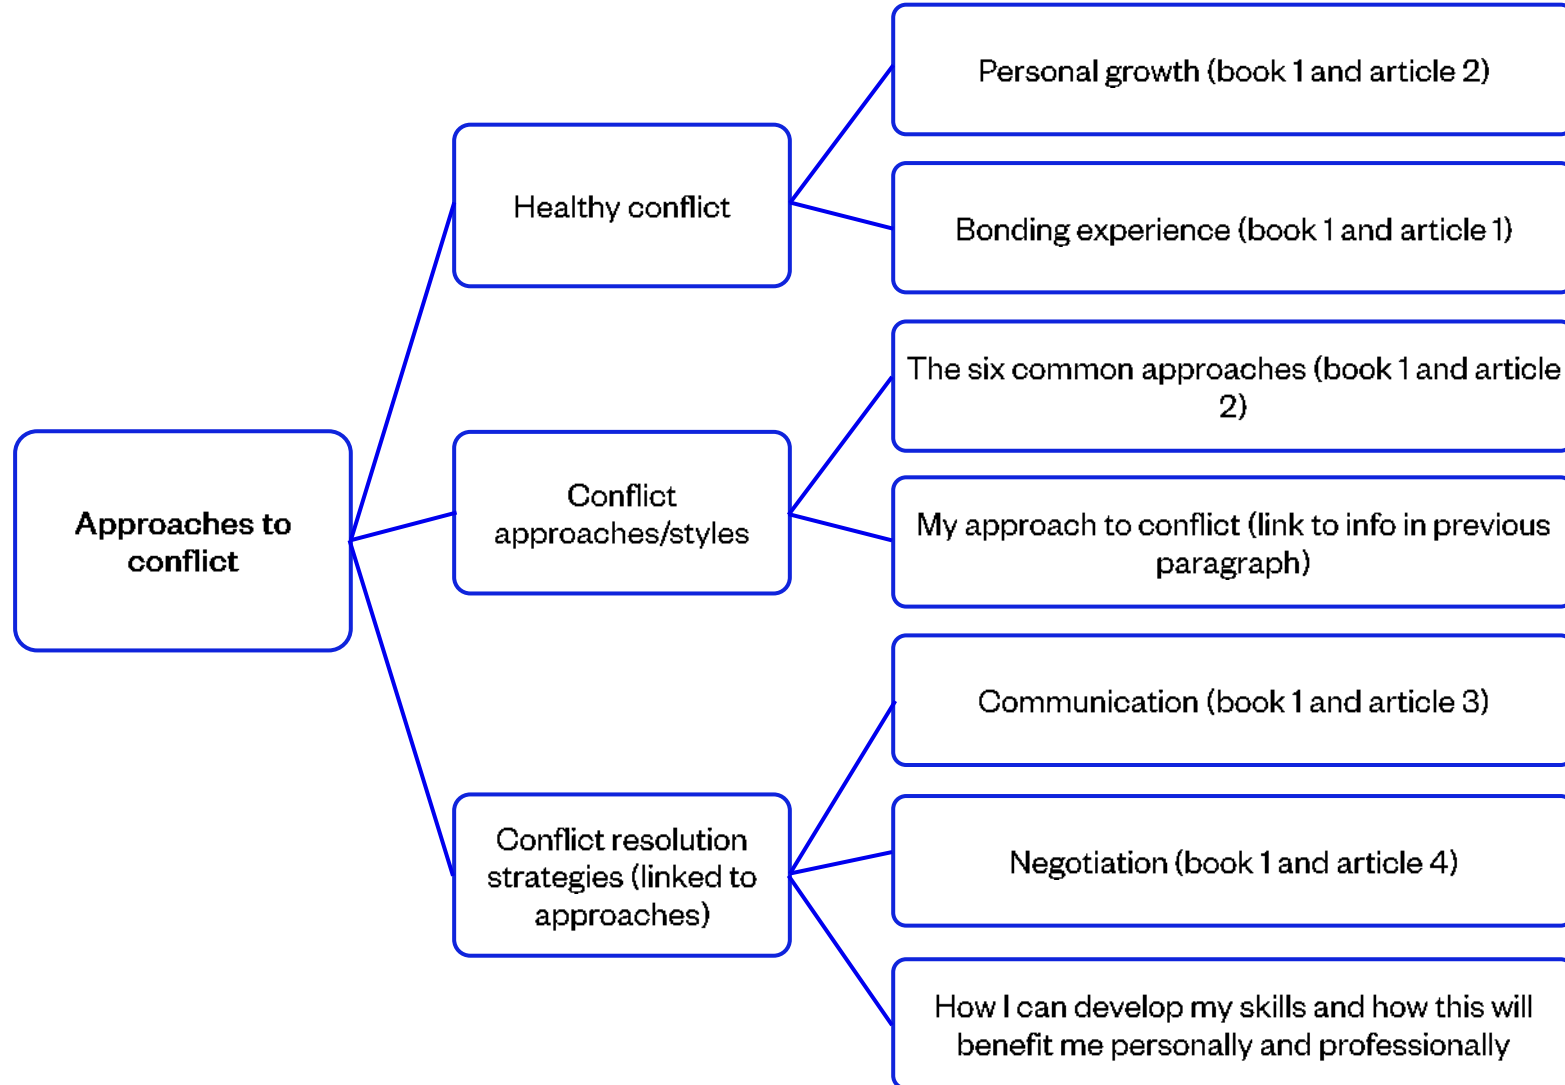 Approaches to
conflict
Healthy conflict
Personal growth (book 1 and article 2)
Bonding experience (book 1 and article 1)
Conflict
approaches/styles
The six common approaches (book 1 and article
2)
My approach to conflict (link to info in previous
paragraph)
Conflict resolution
strategies (linked to
approaches)
Communication (book 1 and article 3)
Negotiation (book 1 and article 4)
How I can develop my skills and how this will
benefit me personally and professionally